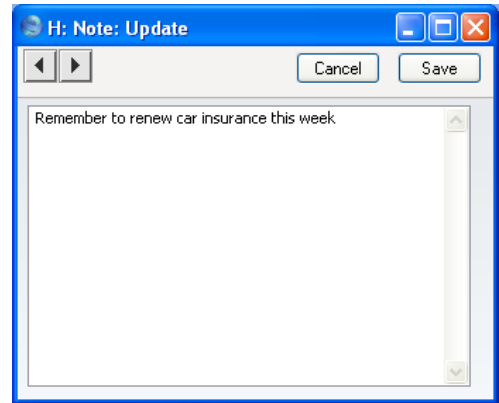 H: Note: Update
Cancel Save
Remember to renew car insurance this week